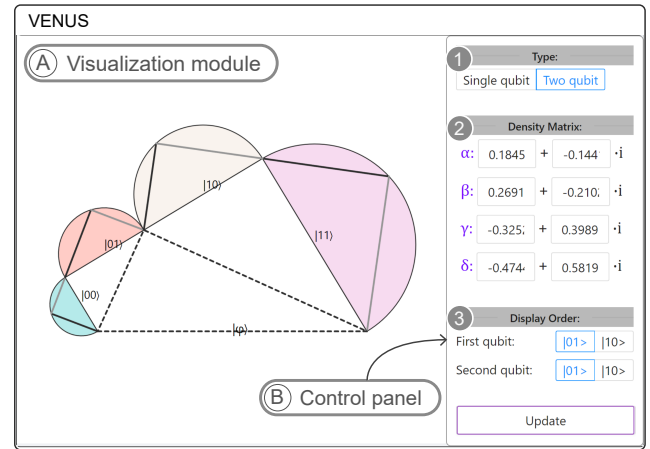 VENUS
A Visualization module
|10⟩
|01⟩
|11⟩
|00⟩
|φ⟩
B Control panel
1 Type:
Single qubit Two qubit
2 Density Matrix:
α: 0.1845 + -0.144 ·i
β: 0.2691 + -0.210; ·i
γ: -0.325; + 0.3989 ·i
δ: -0.474 + 0.5819 ·i
3 Display Order:
First qubit: |01> |10>
Second qubit: |01> |10>
Update